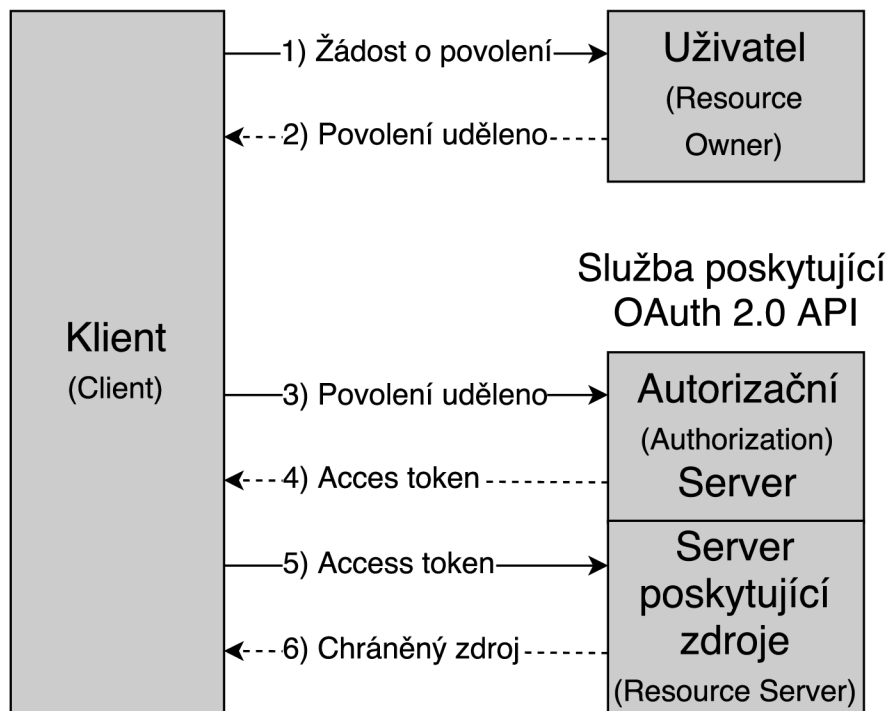 1) Žádost o povolení
Uživatel
(Resource
Owner)
2) Povolení uděleno
Služba poskytující
OAuth 2.0 API
Klient
(Client)
3) Povolení uděleno
Autorizační
(Authorization)
Server
4) Acces token
5) Access token
Server
poskytující
zdroje
(Resource Server)
6) Chráněný zdroj